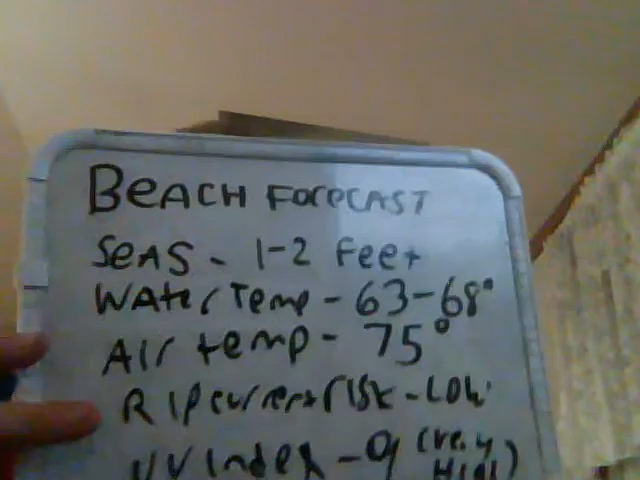 BEACH FORECAST
SEAS - 1-2 Feet
WATER Temp - 63-68°
AIr temp - 75°
RIP current rISK - LOW
UV Index - 9 (very HIGH)